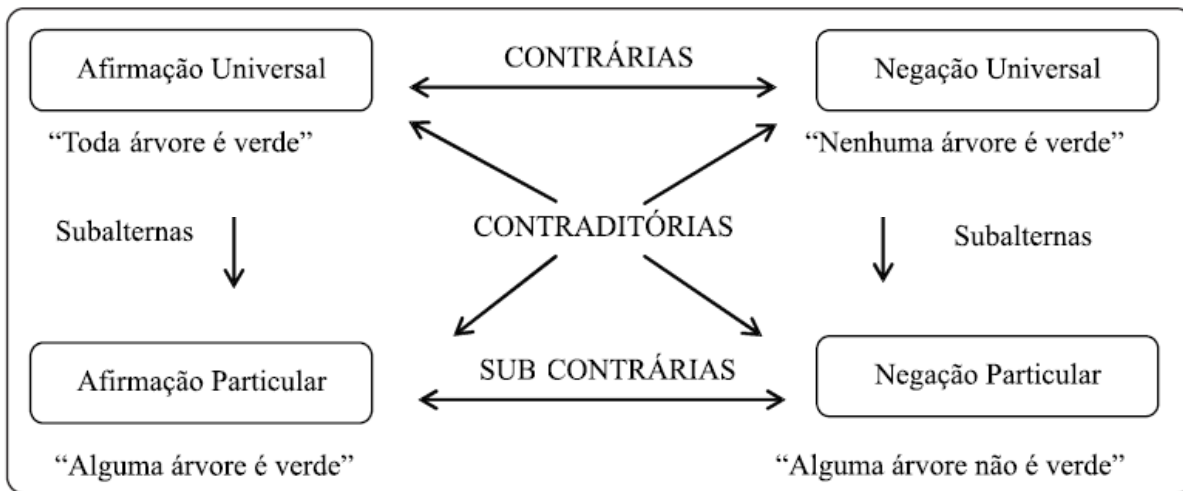 CONTRÁRIAS
Afirmação Universal
Negação Universal
“Toda árvore é verde”
“Nenhuma árvore é verde”
CONTRADITÓRIAS
Subalternas
Subalternas
SUB CONTRÁRIAS
Afirmação Particular
Negação Particular
“Alguma árvore é verde”
“Alguma árvore não é verde”